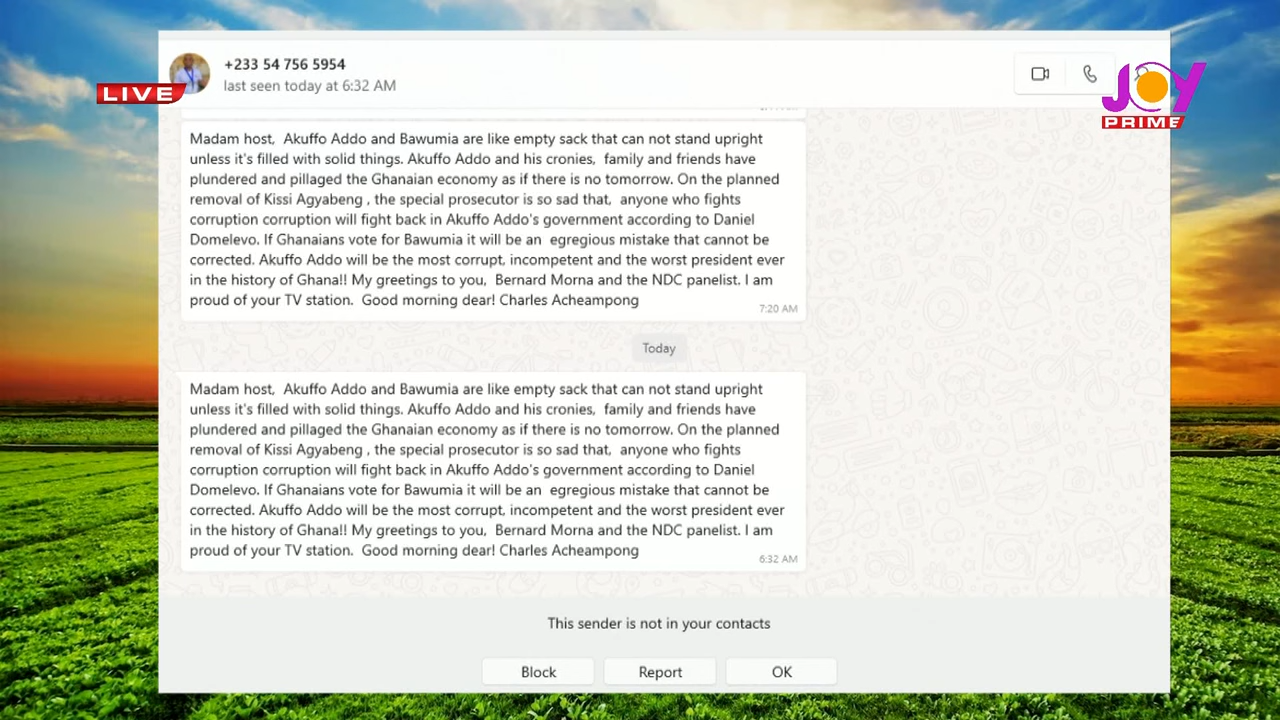 +233 54 756 5954
last seen today at 6:32 AM
LIVE
JOY
PRIME
Madam host, Akuffo Addo and Bawumia are like empty sack that can not stand upright
unless it's filled with solid things. Akuffo Addo and his cronies, family and friends have
plundered and pillaged the Ghanaian economy as if there is no tomorrow. On the planned
removal of Kissi Agyabeng , the special prosecutor is so sad that, anyone who fights
corruption corruption will fight back in Akuffo Addo's government according to Daniel
Domelevo. If Ghanaians vote for Bawumia it will be an egregious mistake that cannot be
corrected. Akuffo Addo will be the most corrupt, incompetent and the worst president ever
in the history of Ghana!! My greetings to you, Bernard Morna and the NDC panelist. I am
proud of your TV station. Good morning dear! Charles Acheampong
7:20 AM
Today
Madam host, Akuffo Addo and Bawumia are like empty sack that can not stand upright
unless it's filled with solid things. Akuffo Addo and his cronies, family and friends have
plundered and pillaged the Ghanaian economy as if there is no tomorrow. On the planned
removal of Kissi Agyabeng , the special prosecutor is so sad that, anyone who fights
corruption corruption will fight back in Akuffo Addo's government according to Daniel
Domelevo. If Ghanaians vote for Bawumia it will be an egregious mistake that cannot be
corrected. Akuffo Addo will be the most corrupt, incompetent and the worst president ever
in the history of Ghana!! My greetings to you, Bernard Morna and the NDC panelist. I am
proud of your TV station. Good morning dear! Charles Acheampong
6:32 AM
This sender is not in your contacts
Block
Report
OK